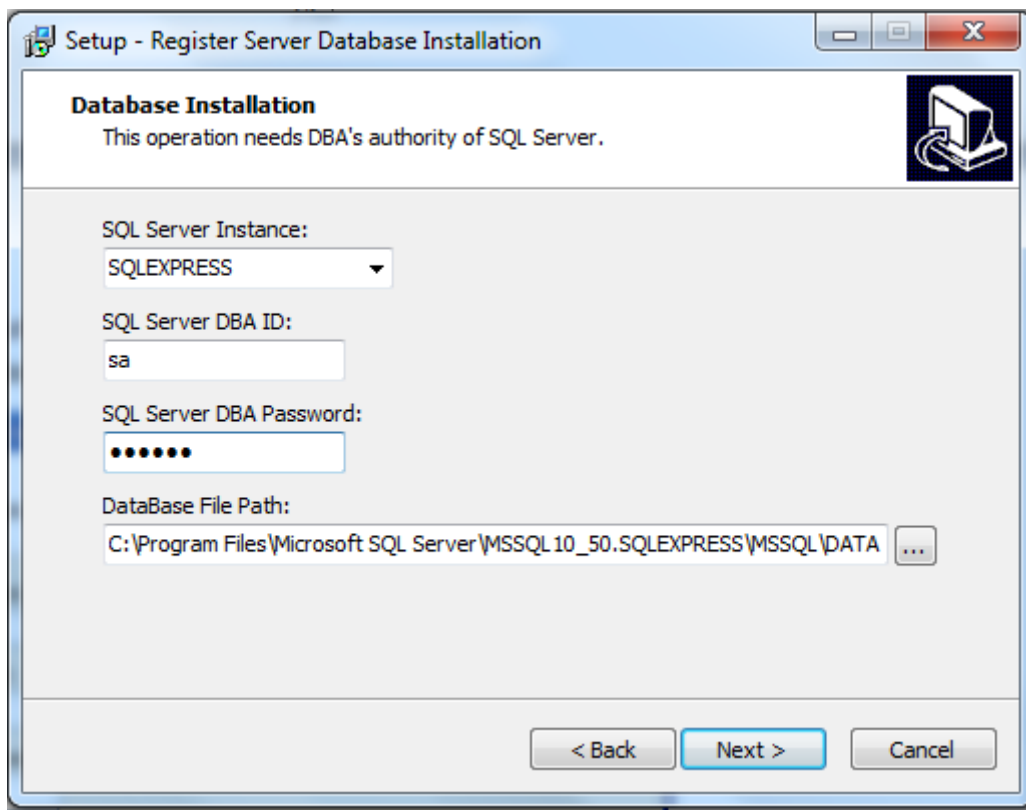 Setup - Register Server Database Installation
Database Installation
This operation needs DBA's authority of SQL Server.
SQL Server Instance:
SQLEXPRESS
SQL Server DBA ID:
sa
SQL Server DBA Password:
••••••
DataBase File Path:
C:\Program Files\Microsoft SQL Server\MSSQL10_50.SQLEXPRESS\MSSQL\DATA ...
< Back Next > Cancel